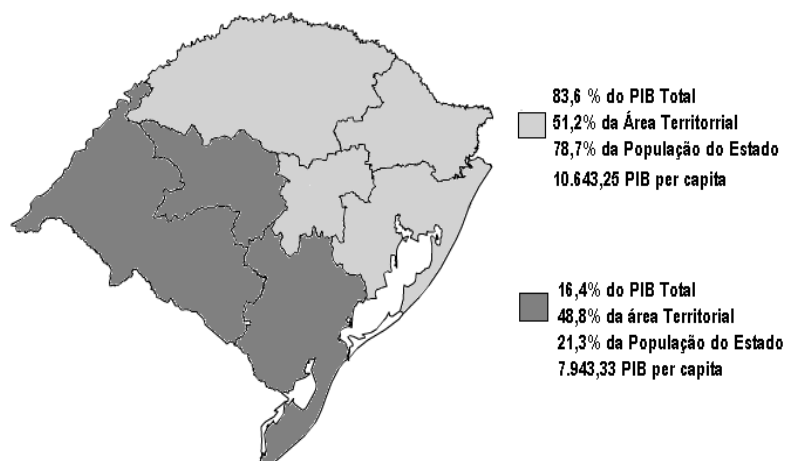 83,6 % do PIB Total
51,2% da Área Territorrial
78,7% da População do Estado
10.643,25 PIB per capita
16,4% do PIB Total
48,8% da área Territorial
21,3% da População do Estado
7.943,33 PIB per capita